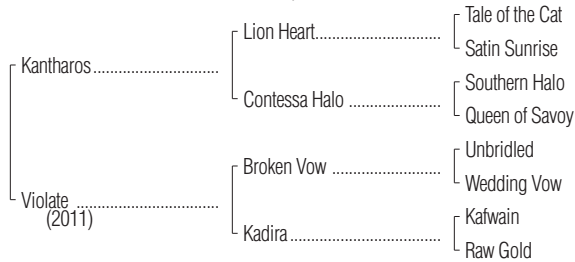 Tale of the Cat
Lion Heart..............................
Satin Sunrise
Kantharos..............................
Southern Halo
Contessa Halo ......................
Queen of Savoy
Unbridled
Broken Vow ..........................
Wedding Vow
Violate ..................................
(2011)
Kafwain
Kadira....................................
Raw Gold